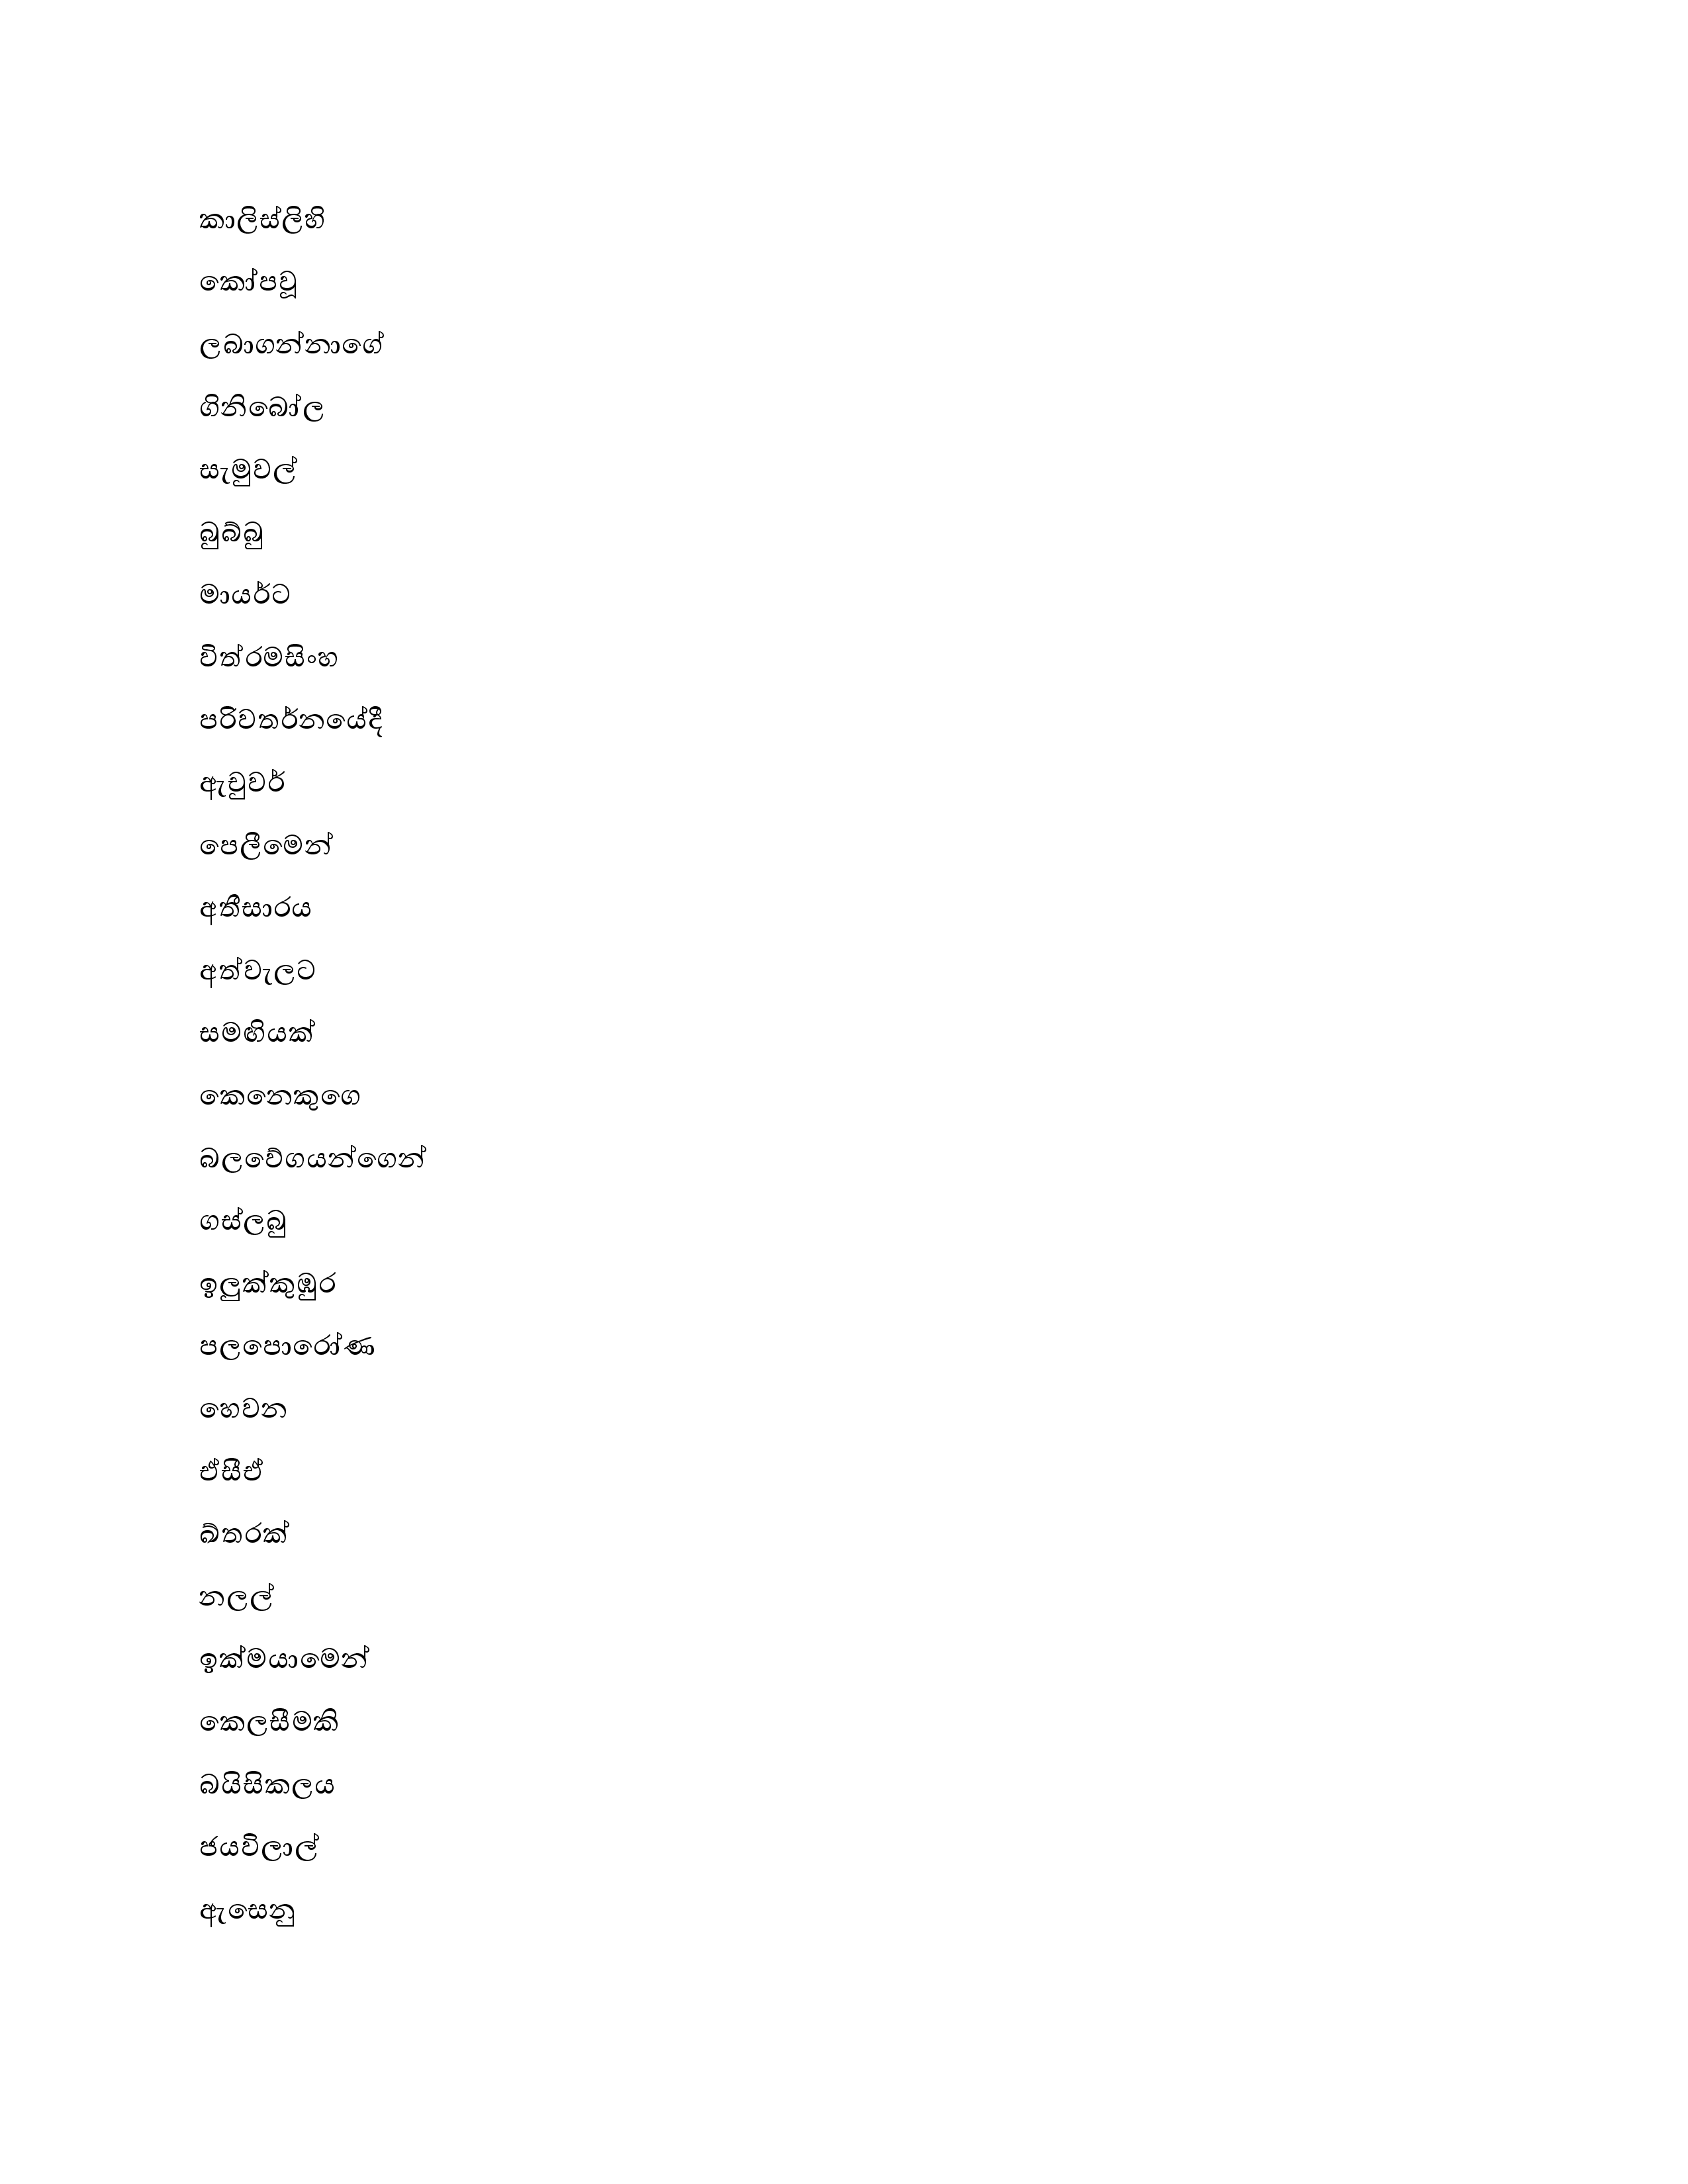 කාලිස්ලිහි
කෝපවූ
ලබාගන්නාගේ
ගිනිබෝල
සැමුවල්
බුබ්බු
මායර්ට
වින්රමසිංහ
පරිවතර්නයේදී
ඇවුවර්
පෙලීමෙන්
අතීසාරය
අත්වැලට
සමඟියක්
කෙනෙකුගෙ
බලවේගයන්ගෙන්
ගස්ලබු
ඉලුක්කුඹුර
පලපොරෝණ
හෙවන
ඒසීඒ
ඛ්තරක්
නලල්
ඉක්මයාමෙන්
කෙලසීමකි
බයිසිකලය
ජයවිලාල්
ඇසෙනු